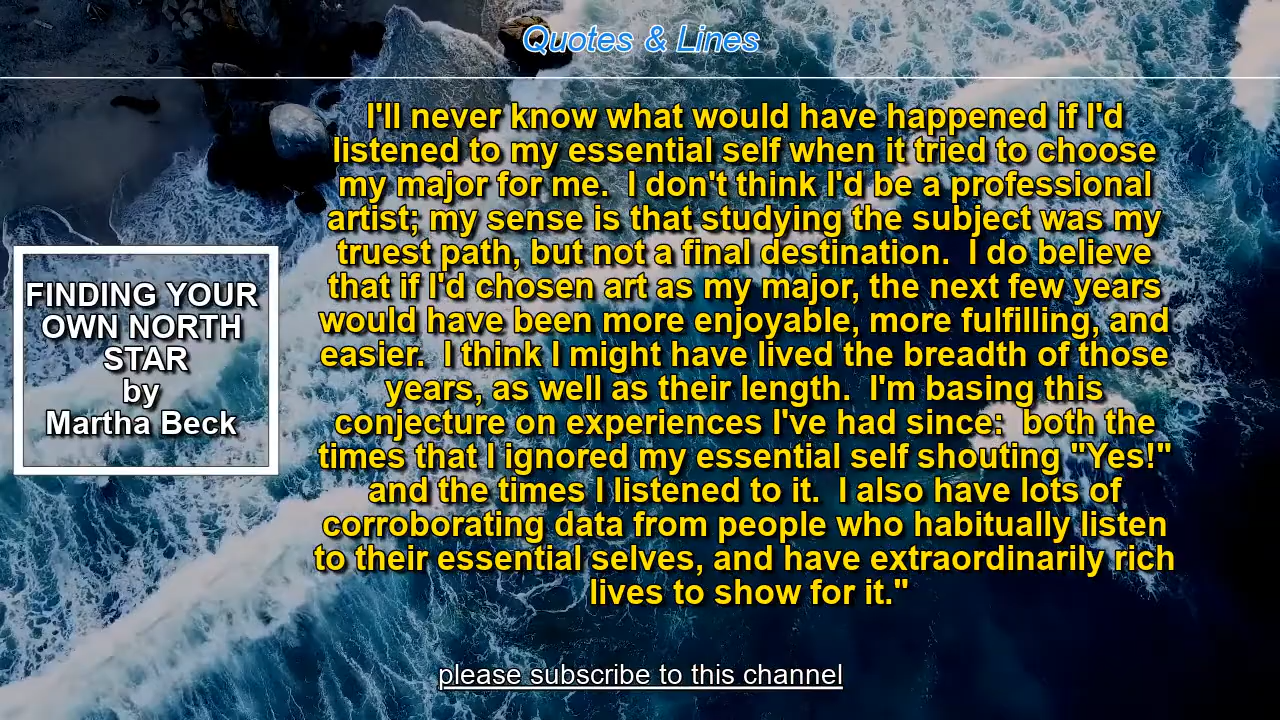 Quotes & Lines
I'll never know what would have happened if I'd
listened to my essential self when it tried to choose
my major for me.  I don't think I'd be a professional
artist; my sense is that studying the subject was my
truest path, but not a final destination.  I do believe
that if I'd chosen art as my major, the next few years
would have been more enjoyable, more fulfilling, and
easier.  I think I might have lived the breadth of those
years, as well as their length.  I'm basing this
conjecture on experiences I've had since:  both the
times that I ignored my essential self shouting "Yes!"
and the times I listened to it.  I also have lots of
corroborating data from people who habitually listen
to their essential selves, and have extraordinarily rich
lives to show for it."
FINDING YOUR
OWN NORTH
STAR
by
Martha Beck
please subscribe to this channel